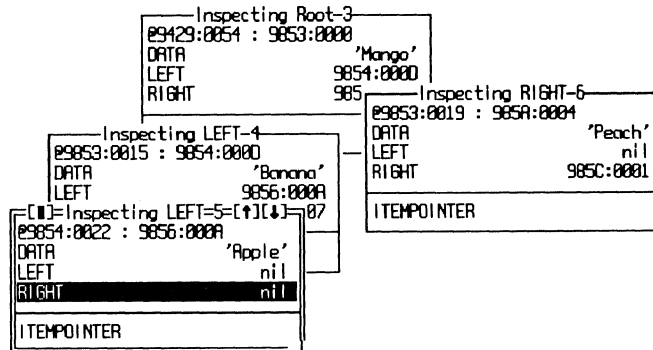 Inspecting Root-3
@9429:0054 : 9853:0000
DATA 'Mango'
LEFT 9854:000D
RIGHT 985
Inspecting RIGHT-6
@9853:0019 : 985A:0004
DATA 'Peach'
LEFT nil
RIGHT 985C:0001
ITEMPOINTER
Inspecting LEFT-4
@9853:0015 : 9854:000D
DATA 'Banana'
LEFT 9856:000A
07
[■]=Inspecting LEFT=5=[↑][↓]
@9854:0022 : 9856:000A
DATA 'Apple'
LEFT nil
RIGHT nil
ITEMPOINTER